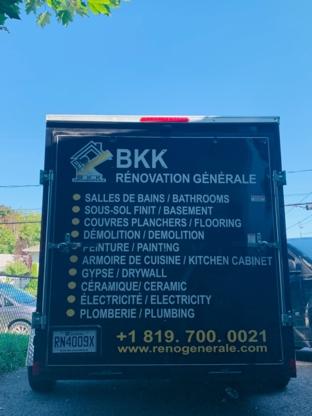 BKK
RÉNOVATION GÉNÉRALE
SALLES DE BAINS / BATHROOMS
SOUS-SOL FINIT / BASEMENT
COUVRES PLANCHERS / FLOORING
DÉMOLITION / DEMOLITION
PEINTURE / PAINTING
ARMOIRE DE CUISINE / KITCHEN CABINET
GYPSE / DRYWALL
CÉRAMIQUE / CERAMIC
ÉLECTRICITÉ / ELECTRICITY
PLOMBERIE / PLUMBING
+1 819. 700. 0021
www.renogenerale.com
RN4009X